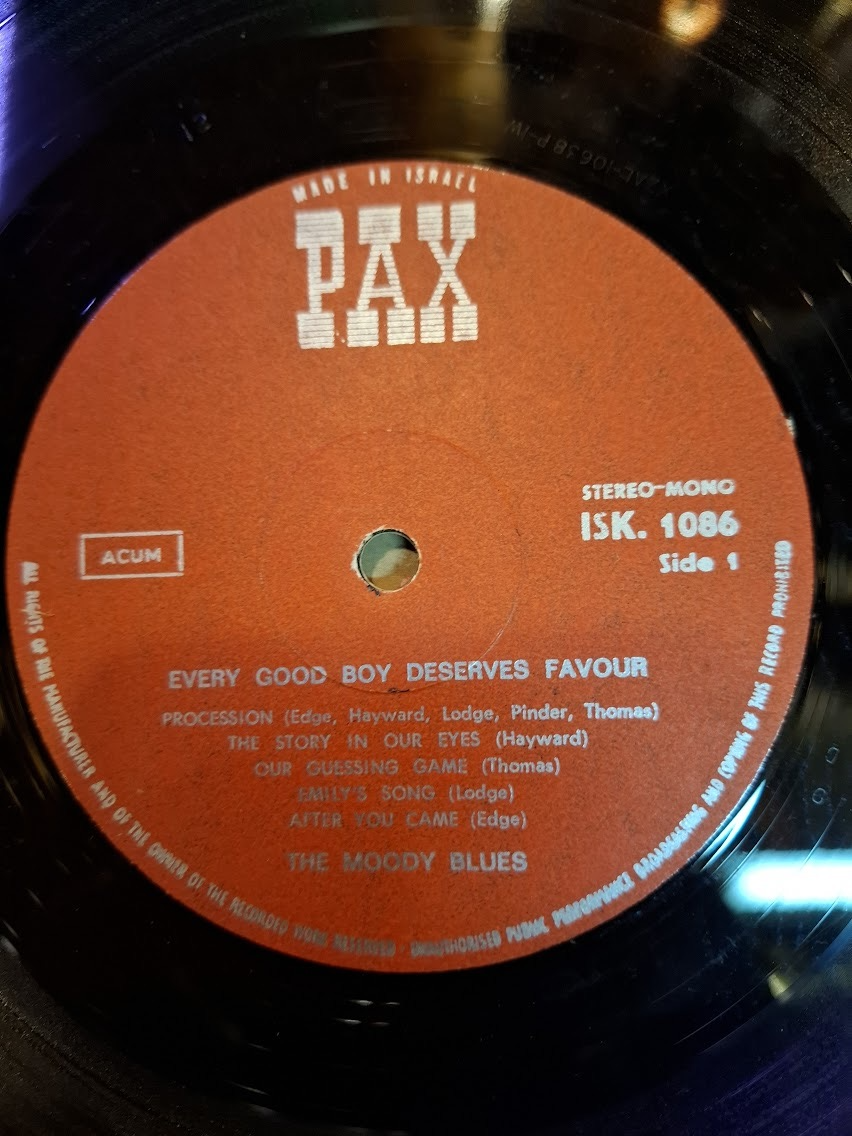 MADE IN ISRAEL
PAX
STEREO-MONO
ISK. 1086
Side 1
ACUM
EVERY GOOD BOY DESERVES FAVOUR
PROCESSION (Edge, Hayward, Lodge, Pinder, Thomas)
THE STORY IN OUR EYES (Hayward)
OUR GUESSING GAME (Thomas)
EMILY'S SONG (Lodge)
AFTER YOU CAME (Edge)
THE MOODY BLUES
ALL RIGHTS OF THE MANUFACTURER AND OF THE OWNER OF THE RECORDED WORK RESERVED · UNAUTHORISED PUBLIC PERFORMANCE BROADCASTING AND COPYING OF THIS RECORD PROHIBITED